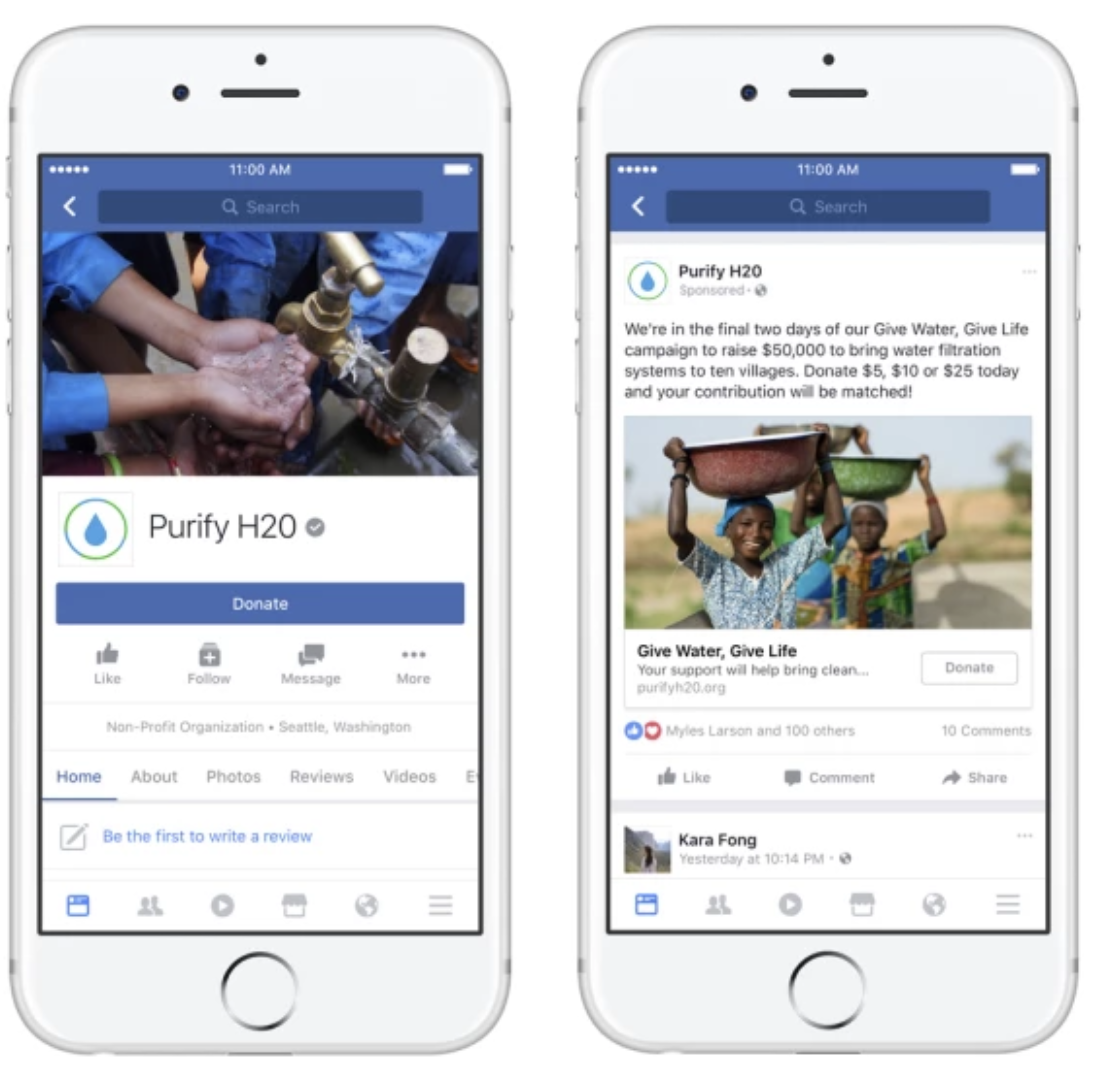 11:00 AM
Search
Purify H20
Donate
Like
Follow
Message
More
Non-Profit Organization • Seattle, Washington
Home About Photos Reviews Videos E
Be the first to write a review
11:00 AM
Search
Purify H20
Sponsored •
We're in the final two days of our Give Water, Give Life
campaign to raise $50,000 to bring water filtration
systems to ten villages. Donate $5, $10 or $25 today
and your contribution will be matched!
Give Water, Give Life
Your support will help bring clean...
purifyh20.org
Donate
Myles Larson and 100 others 10 Comments
Like Comment Share
Kara Fong
Yesterday at 10:14 PM •